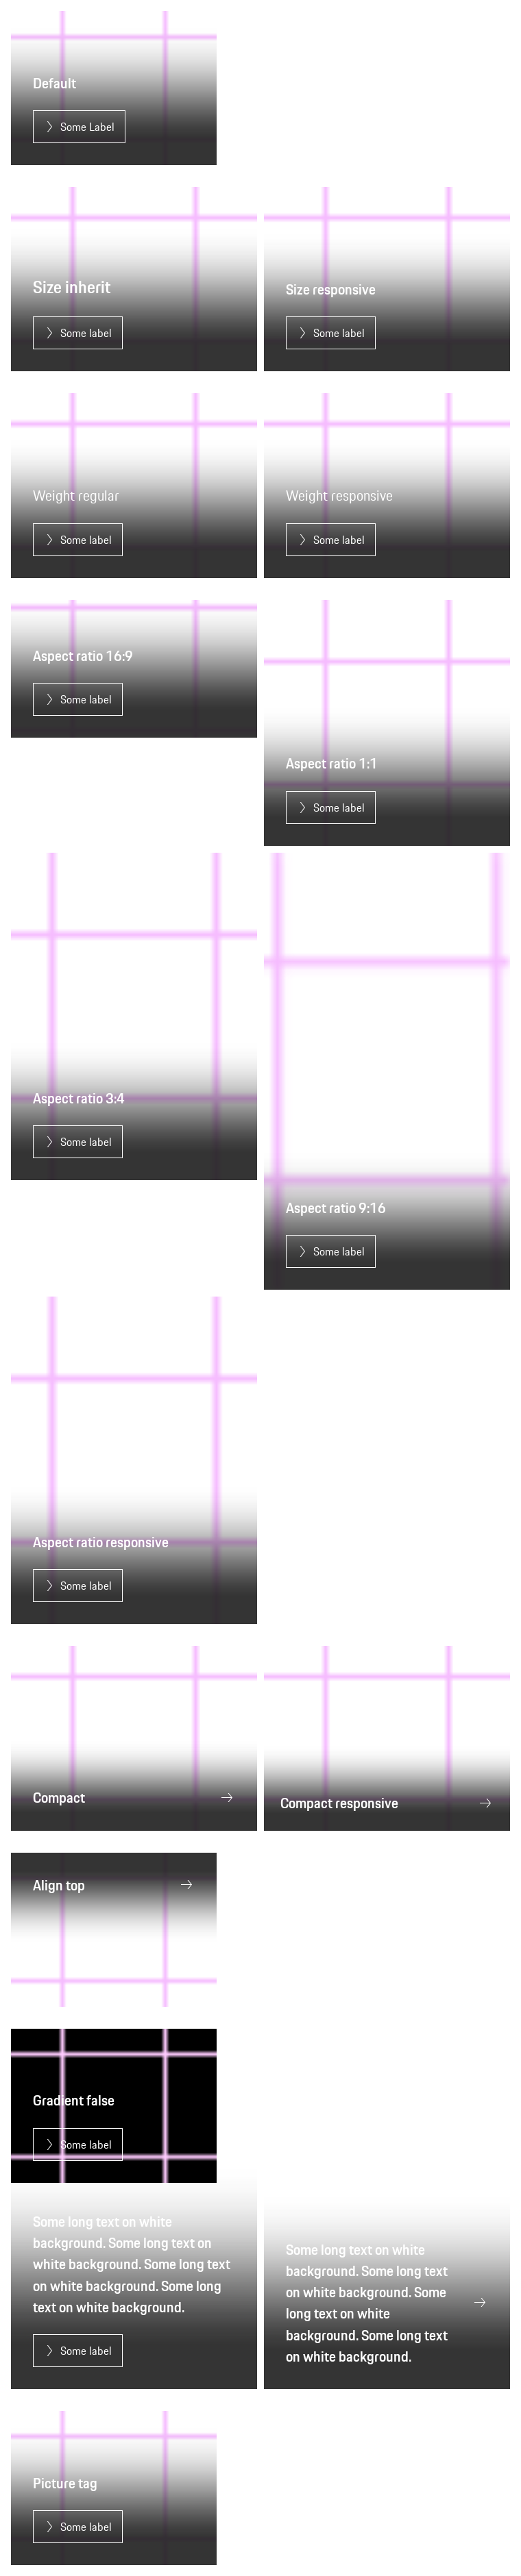 Default
Some Label
Size inherit
Some label
Size responsive
Some label
Weight regular
Some label
Weight responsive
Some label
Aspect ratio 16:9
Some label
Aspect ratio 1:1
Some label
Aspect ratio 3:4
Some label
Aspect ratio 9:16
Some label
Aspect ratio responsive
Some label
Compact
Compact responsive
Align top
Gradient false
Some label
Some long text on white
background. Some long text on
white background. Some long text
on white background. Some long
text on white background.
Some label
Some long text on white
background. Some long text
on white background. Some
long text on white
background. Some long text
on white background.
Picture tag
Some label